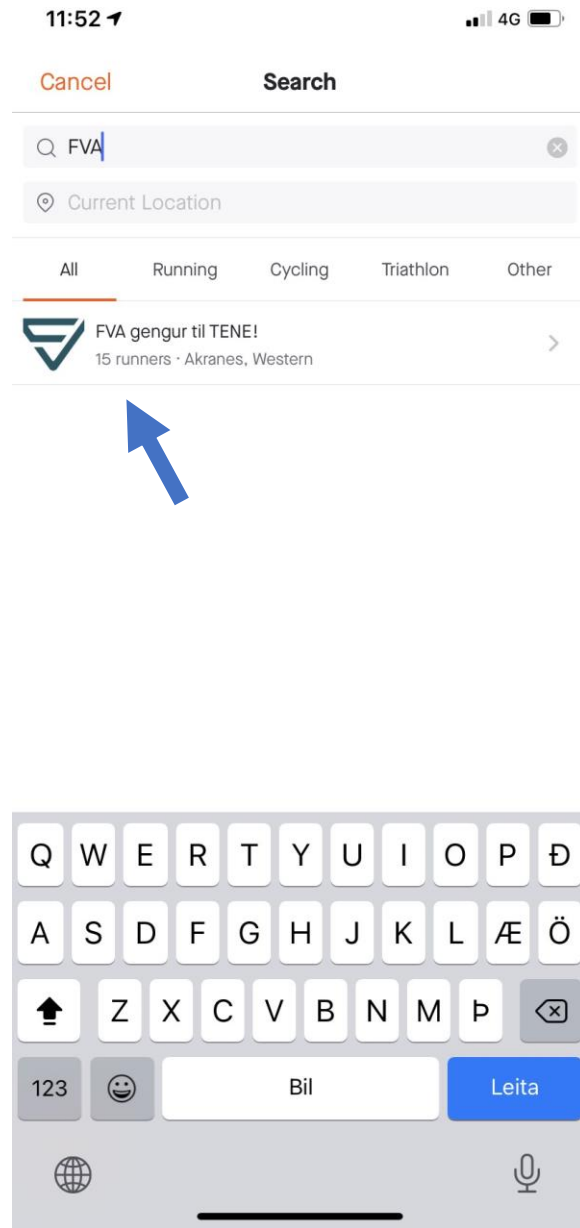 11:52
4G
Cancel
Search
FVA
Current Location
All Running Cycling Triathlon Other
FVA gengur til TENE!
15 runners · Akranes, Western
Q W E R T Y U I O P Ð
A S D F G H J K L Æ Ö
Z X C V B N M Þ
123 Bil Leita